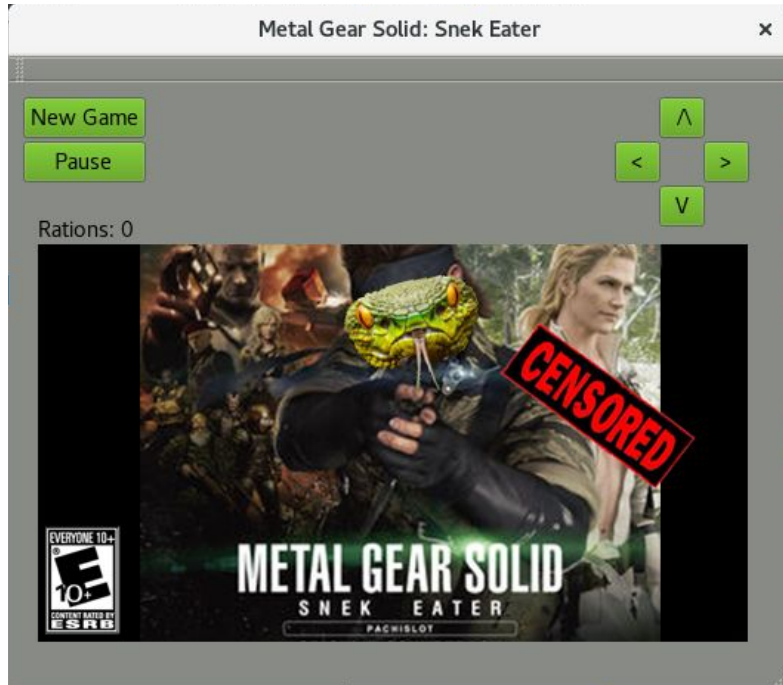 Metal Gear Solid: Snek Eater
×
New Game
Pause
Λ
< >
V
Rations: 0
CENSORED
EVERYONE 10+
®
E
10+
CONTENT RATED BY
ESRB
METAL GEAR SOLID
SNEK EATER
PACHISLOT